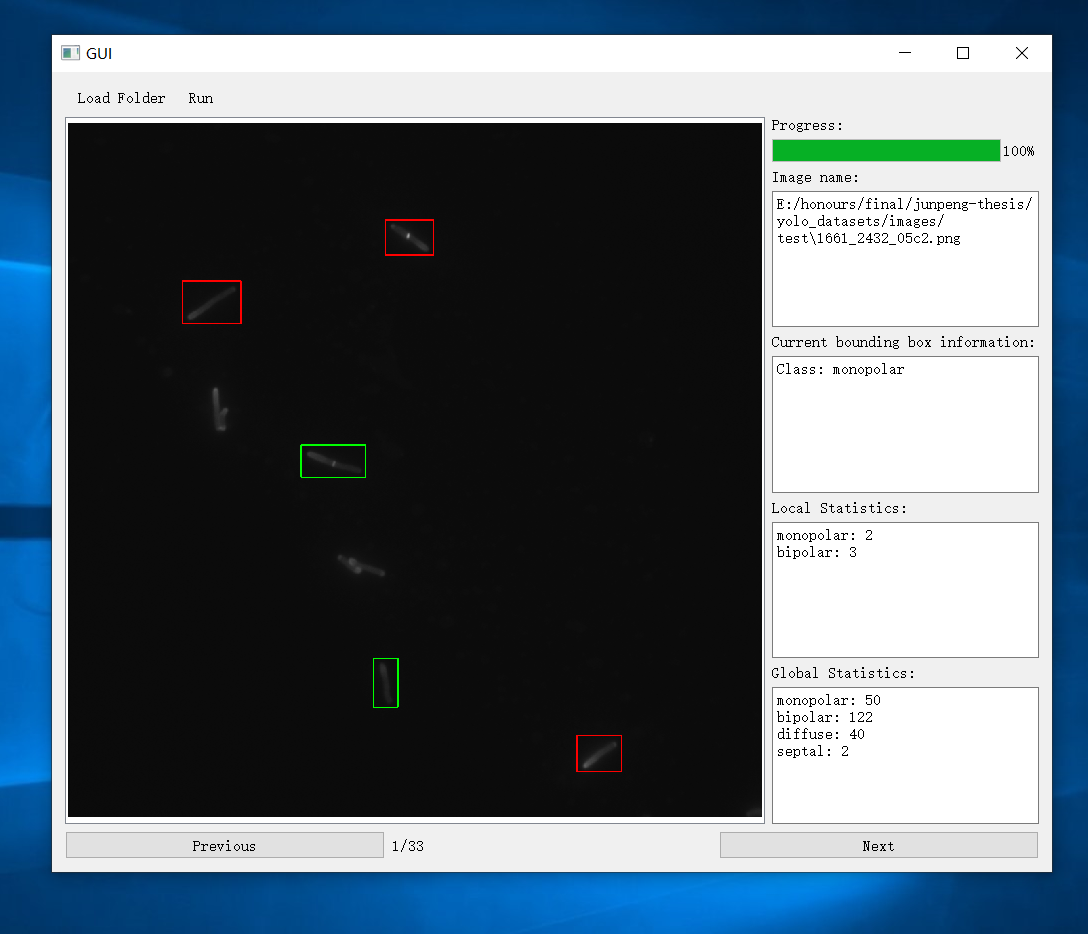 GUI
Load Folder Run
Progress:
100%
Image name:
E:/honours/final/junpeng-thesis/
yolo_datasets/images/
test\1661_2432_05c2.png
Current bounding box information:
Class: monopolar
Local Statistics:
monopolar: 2
bipolar: 3
Global Statistics:
monopolar: 50
bipolar: 122
diffuse: 40
septal: 2
Previous 1/33 Next